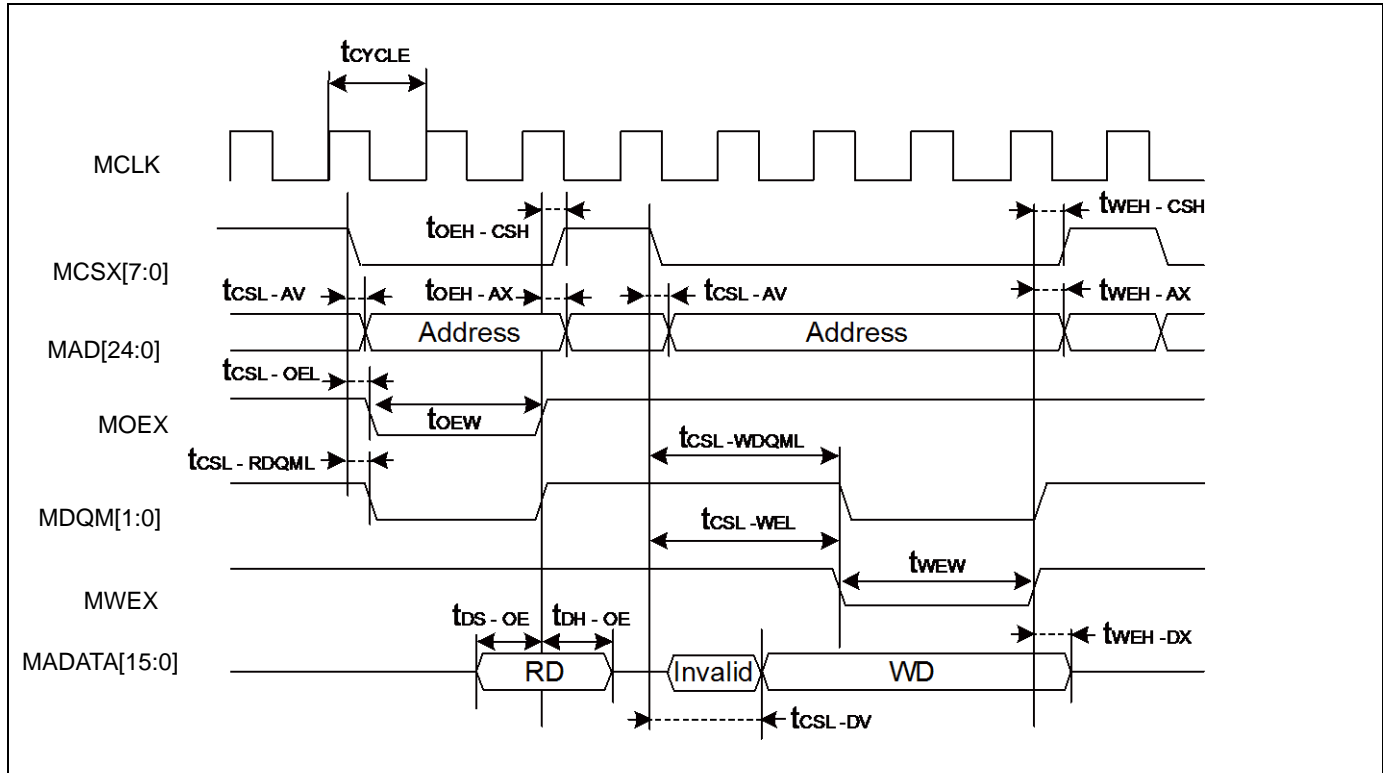 tCYCLE
MCLK
tOEH - CSH
tWEH - CSH
MCSX[7:0]
tCSL - AV
tOEH - AX
tCSL - AV
tWEH - AX
Address
Address
MAD[24:0]
tCSL - OEL
MOEX
tOEW
tCSL -WDQML
tCSL - RDQML
MDQM[1:0]
tCSL -WEL
tWEW
MWEX
tDS - OE
tDH - OE
tWEH -DX
MADATA[15:0]
RD
Invalid
WD
tCSL -DV